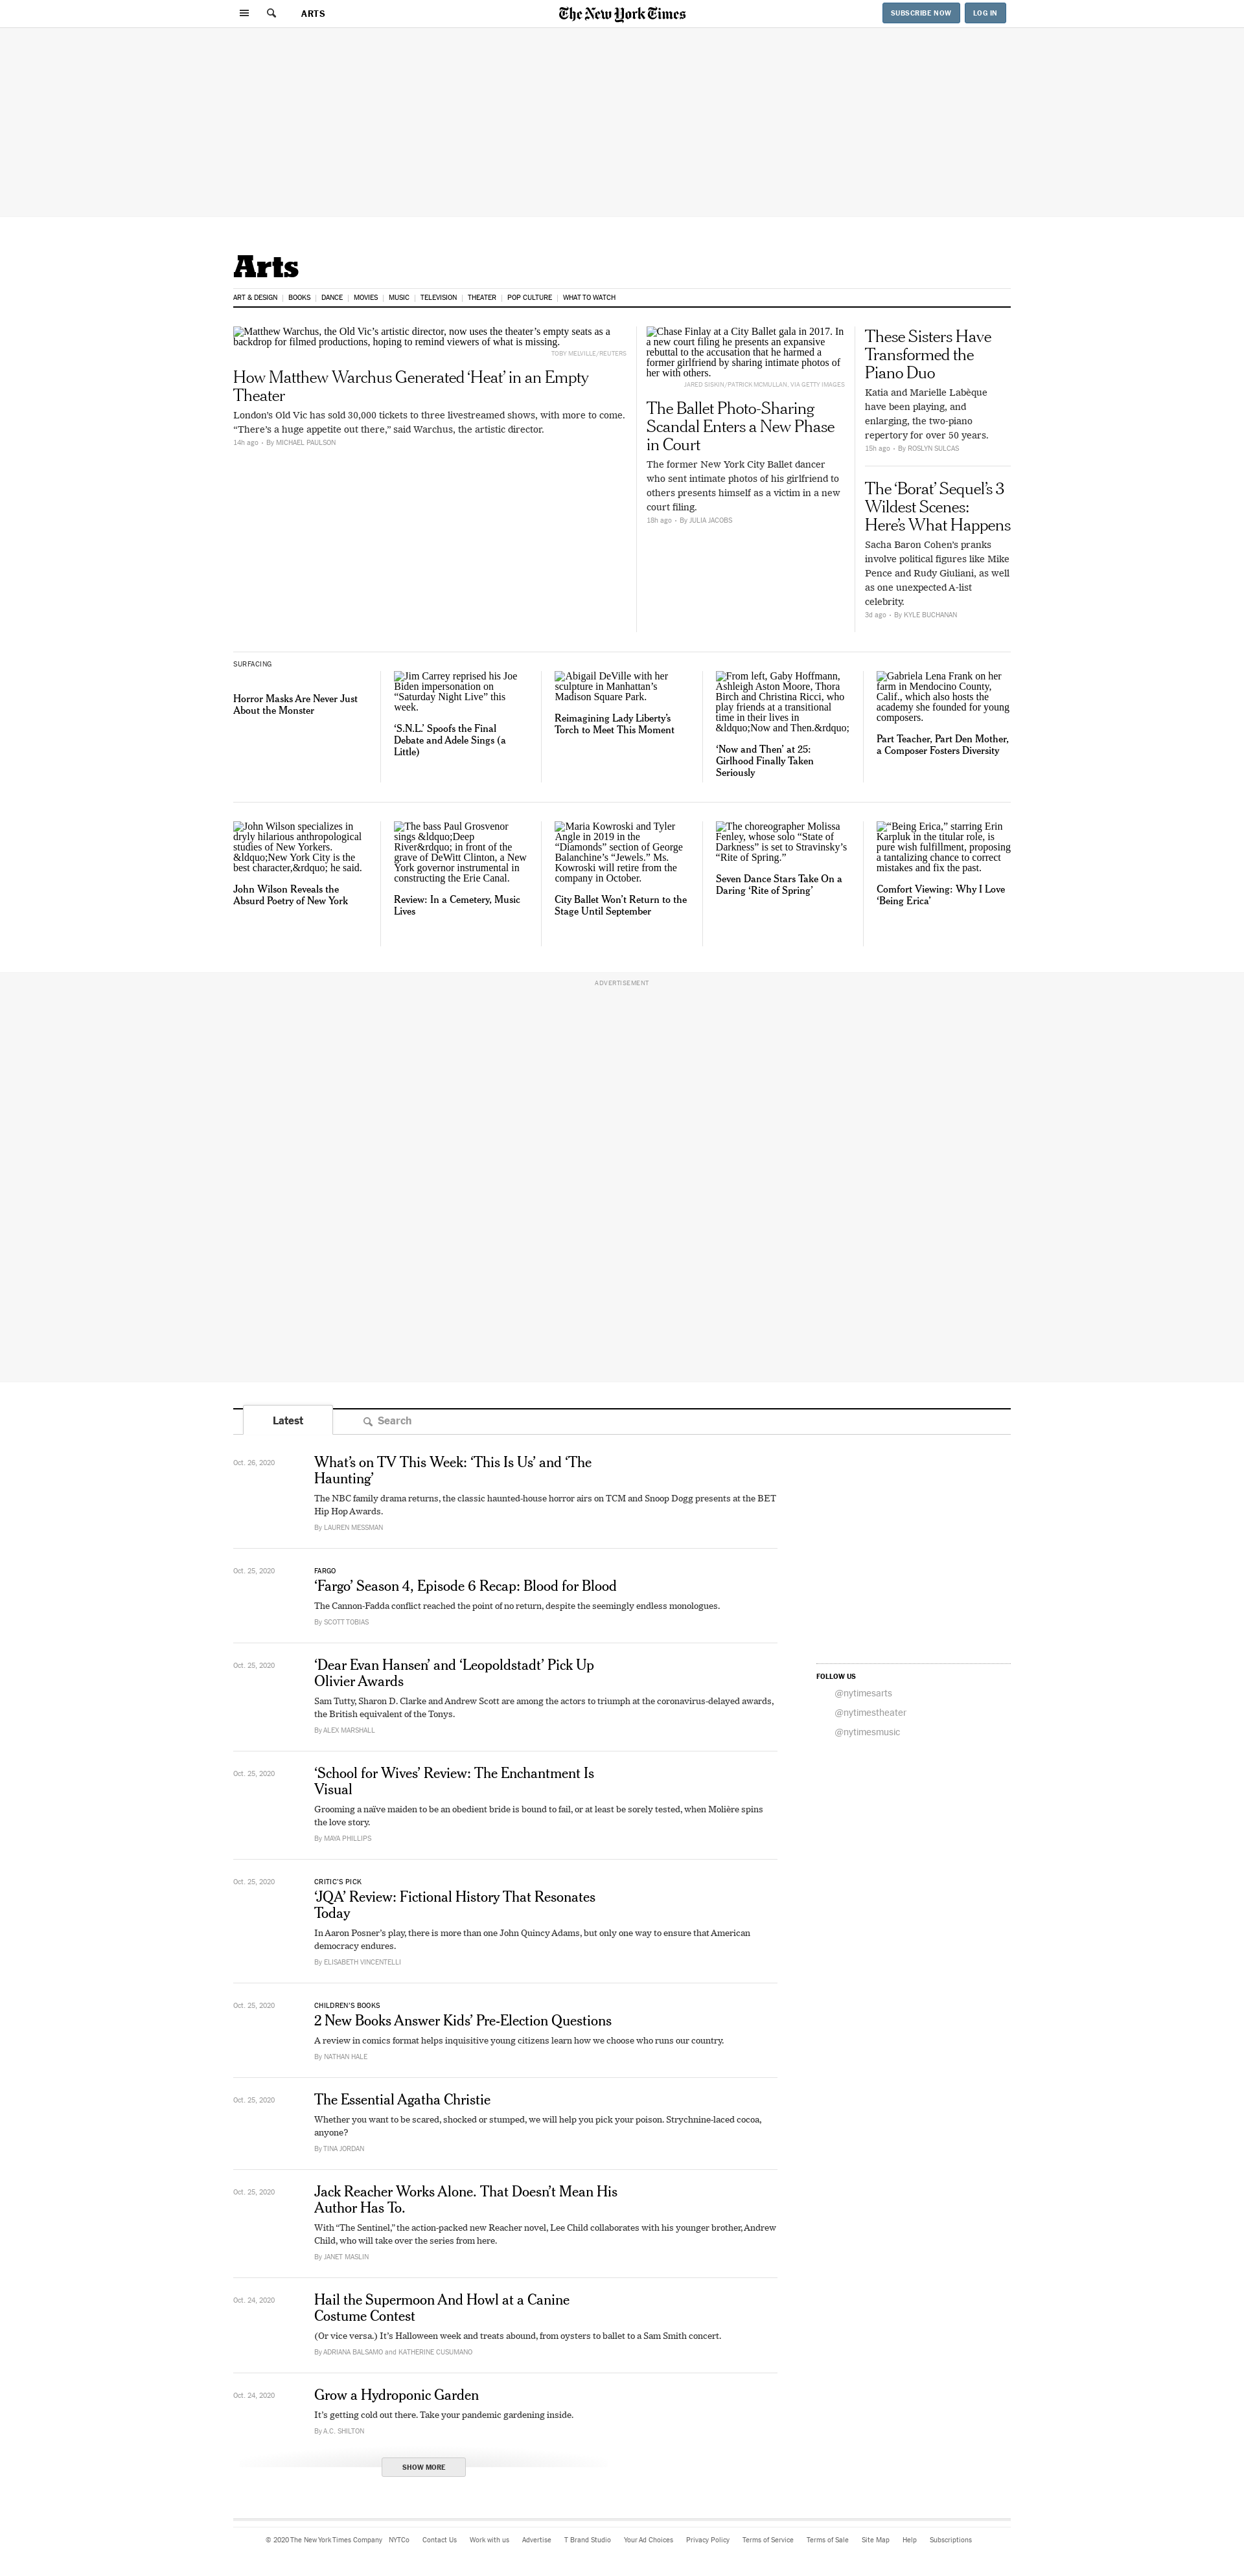 ARTS
The New York Times
SUBSCRIBE NOW
LOG IN
Arts
ART & DESIGN
BOOKS
DANCE
MOVIES
MUSIC
TELEVISION
THEATER
POP CULTURE
WHAT TO WATCH
Matthew Warchus, the Old Vic’s artistic director, now uses the theater’s empty seats as a
backdrop for filmed productions, hoping to remind viewers of what is missing.
TOBY MELVILLE/REUTERS
How Matthew Warchus Generated ‘Heat’ in an Empty
Theater
London’s Old Vic has sold 30,000 tickets to three livestreamed shows, with more to come.
“There’s a huge appetite out there,” said Warchus, the artistic director.
14h ago • By MICHAEL PAULSON
Chase Finlay at a City Ballet gala in 2017. In
a new court filing he presents an expansive
rebuttal to the accusation that he harmed a
former girlfriend by sharing intimate photos of
her with others.
JARED SISKIN/PATRICK MCMULLAN, VIA GETTY IMAGES
The Ballet Photo-Sharing
Scandal Enters a New Phase
in Court
The former New York City Ballet dancer
who sent intimate photos of his girlfriend to
others presents himself as a victim in a new
court filing.
18h ago • By JULIA JACOBS
These Sisters Have
Transformed the
Piano Duo
Katia and Marielle Labèque
have been playing, and
enlarging, the two-piano
repertory for over 50 years.
15h ago • By ROSLYN SULCAS
The ‘Borat’ Sequel’s 3
Wildest Scenes:
Here’s What Happens
Sacha Baron Cohen’s pranks
involve political figures like Mike
Pence and Rudy Giuliani, as well
as one unexpected A-list
celebrity.
3d ago • By KYLE BUCHANAN
SURFACING
Horror Masks Are Never Just
About the Monster
Jim Carrey reprised his Joe
Biden impersonation on
“Saturday Night Live” this
week.
‘S.N.L.’ Spoofs the Final
Debate and Adele Sings (a
Little)
Abigail DeVille with her
sculpture in Manhattan’s
Madison Square Park.
Reimagining Lady Liberty’s
Torch to Meet This Moment
From left, Gaby Hoffmann,
Ashleigh Aston Moore, Thora
Birch and Christina Ricci, who
play friends at a transitional
time in their lives in
&ldquo;Now and Then.&rdquo;
‘Now and Then’ at 25:
Girlhood Finally Taken
Seriously
Gabriela Lena Frank on her
farm in Mendocino County,
Calif., which also hosts the
academy she founded for young
composers.
Part Teacher, Part Den Mother,
a Composer Fosters Diversity
John Wilson specializes in
dryly hilarious anthropological
studies of New Yorkers.
&ldquo;New York City is the
best character,&rdquo; he said.
John Wilson Reveals the
Absurd Poetry of New York
The bass Paul Grosvenor
sings &ldquo;Deep
River&rdquo; in front of the
grave of DeWitt Clinton, a New
York governor instrumental in
constructing the Erie Canal.
Review: In a Cemetery, Music
Lives
Maria Kowroski and Tyler
Angle in 2019 in the
“Diamonds” section of George
Balanchine’s “Jewels.” Ms.
Kowroski will retire from the
company in October.
City Ballet Won’t Return to the
Stage Until September
The choreographer Molissa
Fenley, whose solo “State of
Darkness” is set to Stravinsky’s
“Rite of Spring.”
Seven Dance Stars Take On a
Daring ‘Rite of Spring’
“Being Erica,” starring Erin
Karpluk in the titular role, is
pure wish fulfillment, proposing
a tantalizing chance to correct
mistakes and fix the past.
Comfort Viewing: Why I Love
‘Being Erica’
ADVERTISEMENT
Latest
Search
Oct. 26, 2020
What’s on TV This Week: ‘This Is Us’ and ‘The
Haunting’
The NBC family drama returns, the classic haunted-house horror airs on TCM and Snoop Dogg presents at the BET
Hip Hop Awards.
By LAUREN MESSMAN
Oct. 25, 2020
FARGO
‘Fargo’ Season 4, Episode 6 Recap: Blood for Blood
The Cannon-Fadda conflict reached the point of no return, despite the seemingly endless monologues.
By SCOTT TOBIAS
Oct. 25, 2020
‘Dear Evan Hansen’ and ‘Leopoldstadt’ Pick Up
Olivier Awards
Sam Tutty, Sharon D. Clarke and Andrew Scott are among the actors to triumph at the coronavirus-delayed awards,
the British equivalent of the Tonys.
By ALEX MARSHALL
FOLLOW US
@nytimesarts
@nytimestheater
@nytimesmusic
Oct. 25, 2020
‘School for Wives’ Review: The Enchantment Is
Visual
Grooming a naïve maiden to be an obedient bride is bound to fail, or at least be sorely tested, when Molière spins
the love story.
By MAYA PHILLIPS
Oct. 25, 2020
CRITIC’S PICK
‘JQA’ Review: Fictional History That Resonates
Today
In Aaron Posner’s play, there is more than one John Quincy Adams, but only one way to ensure that American
democracy endures.
By ELISABETH VINCENTELLI
Oct. 25, 2020
CHILDREN’S BOOKS
2 New Books Answer Kids’ Pre-Election Questions
A review in comics format helps inquisitive young citizens learn how we choose who runs our country.
By NATHAN HALE
Oct. 25, 2020
The Essential Agatha Christie
Whether you want to be scared, shocked or stumped, we will help you pick your poison. Strychnine-laced cocoa,
anyone?
By TINA JORDAN
Oct. 25, 2020
Jack Reacher Works Alone. That Doesn’t Mean His
Author Has To.
With “The Sentinel,” the action-packed new Reacher novel, Lee Child collaborates with his younger brother, Andrew
Child, who will take over the series from here.
By JANET MASLIN
Oct. 24, 2020
Hail the Supermoon And Howl at a Canine
Costume Contest
(Or vice versa.) It’s Halloween week and treats abound, from oysters to ballet to a Sam Smith concert.
By ADRIANA BALSAMO and KATHERINE CUSUMANO
Oct. 24, 2020
Grow a Hydroponic Garden
It’s getting cold out there. Take your pandemic gardening inside.
By A.C. SHILTON
SHOW MORE
© 2020 The New York Times Company
NYTCo
Contact Us
Work with us
Advertise
T Brand Studio
Your Ad Choices
Privacy Policy
Terms of Service
Terms of Sale
Site Map
Help
Subscriptions